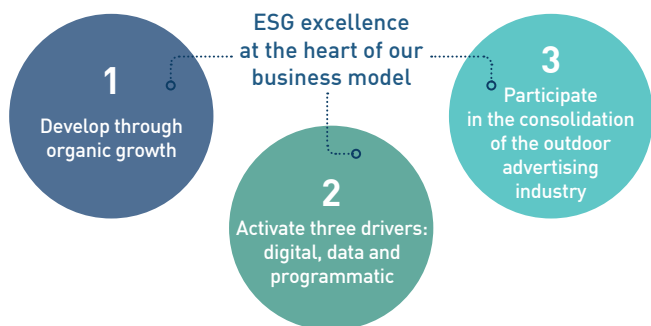 ESG excellence
at the heart of our
business model
1
Develop through
organic growth
2
Activate three drivers:
digital, data and
programmatic
3
Participate
in the consolidation
of the outdoor
advertising
industry